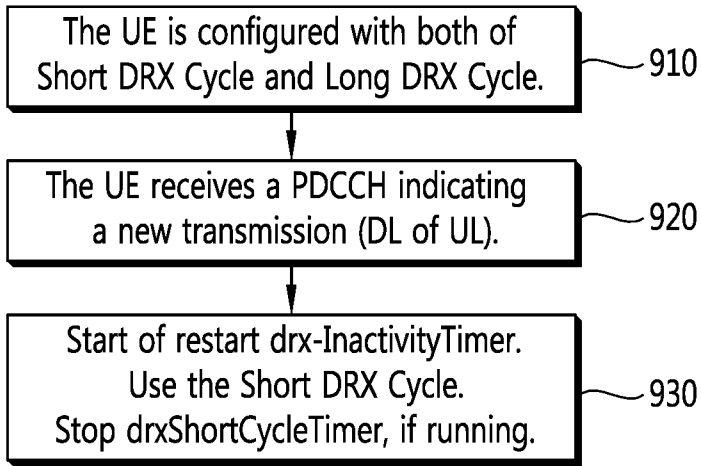 The UE is configured with both of
Short DRX Cycle and Long DRX Cycle.
910
The UE receives a PDCCH indicating
a new transmission (DL of UL).
920
Start of restart drx-InactivityTimer.
Use the Short DRX Cycle.
Stop drxShortCycleTimer, if running.
930